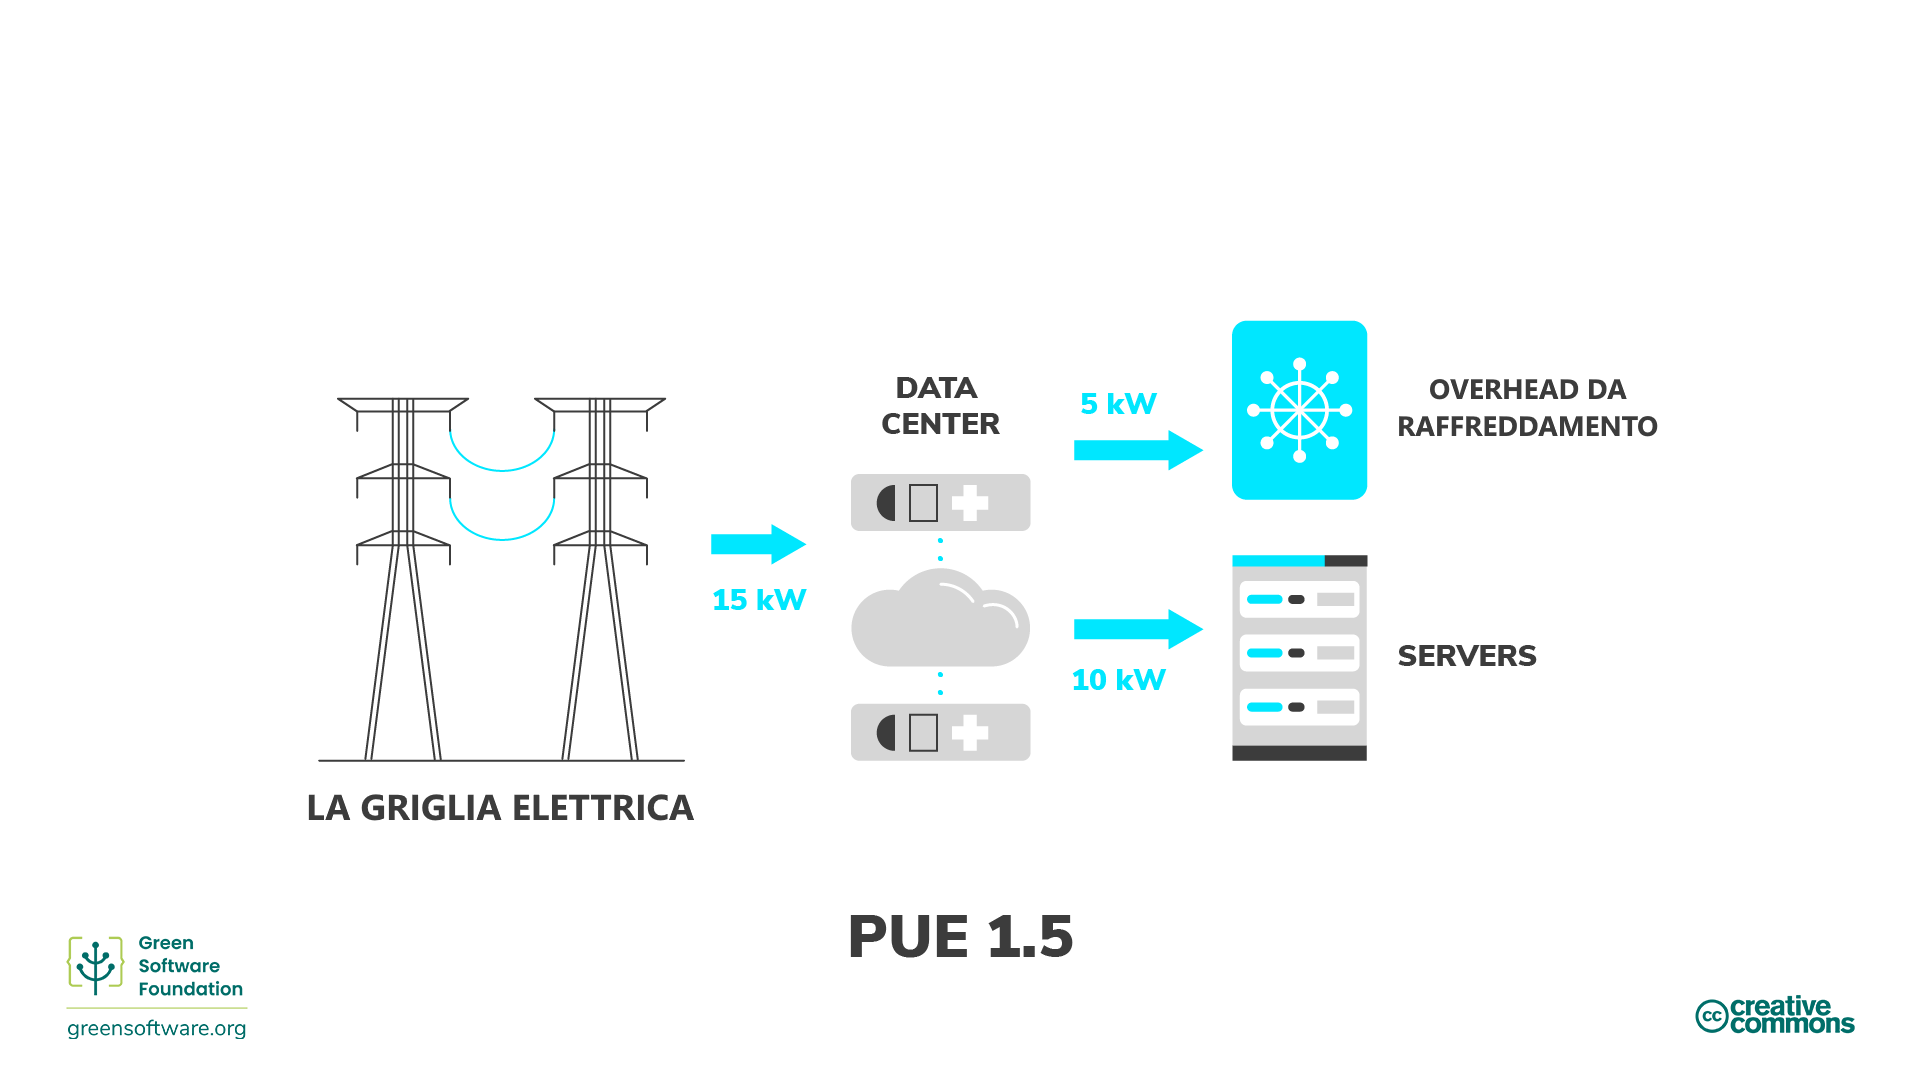 DATA
CENTER
5 kW
OVERHEAD DA
RAFFREDDAMENTO
15 kW
10 kW
SERVERS
LA GRIGLIA ELETTRICA
PUE 1.5
Green
Software
Foundation
greensoftware.org
cc creative
commons